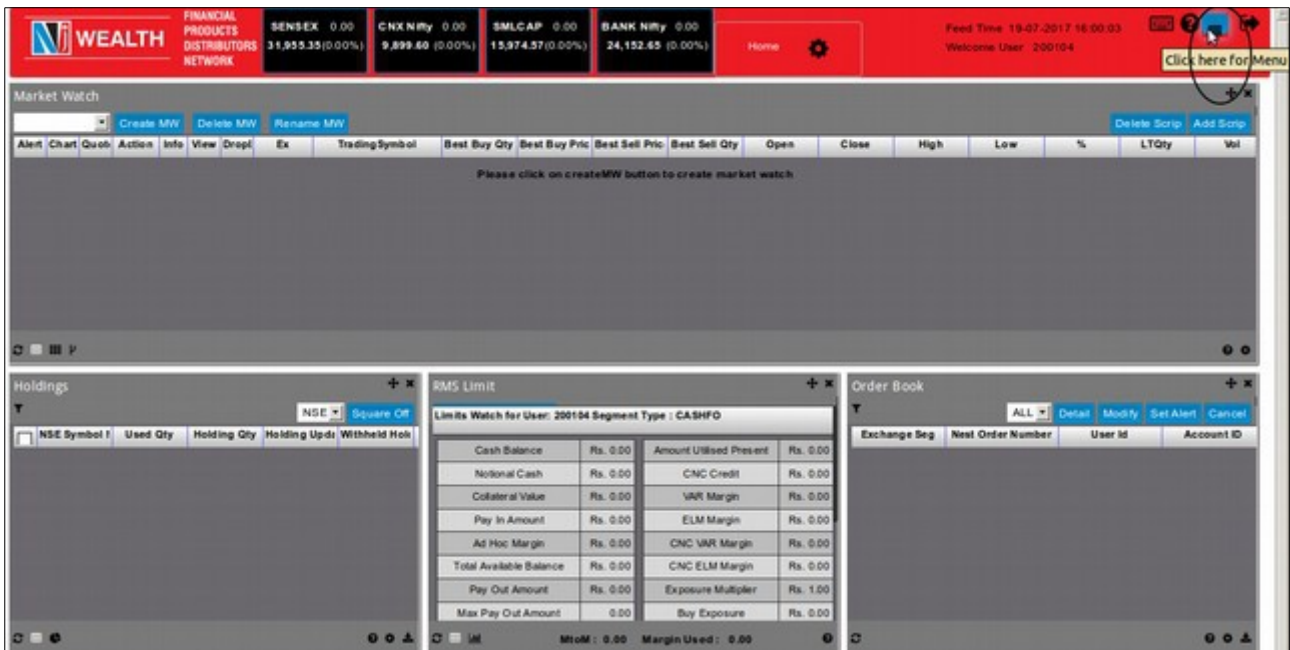 NJ WEALTH
FINANCIAL
PRODUCTS
DISTRIBUTORS
NETWORK
SENSEX 0.00
31,955.35(0.00%)
CNX Nifty 0.00
9,899.60 (0.00%)
SMLCAP 0.00
15,974.57(0.00%)
BANK Nifty 0.00
24,152.65 (0.00%)
Home
Feed Time 19-07-2017 16:00:03
Welcome User 200104
Click here for Menu
Market Watch
Create MW Delete MW Rename MW Delete Scrip Add Scrip
Alert Chart Quot Action Info View Dropl Ex TradingSymbol Best Buy Qty Best Buy Pric Best Sell Pric Best Sell Qty Open Close High Low % LTQty Vol
Please click on createMW button to create market watch
Holdings
NSE Square Off
NSE Symbol Used Qty Holding Qty Holding Upda Withheld Hol
RMS Limit
Limits Watch for User: 200104 Segment Type : CASHFO
Cash Balance Rs. 0.00 Amount Utilised Present Rs. 0.00
Notional Cash Rs. 0.00 CNC Credit Rs. 0.00
Collateral Value Rs. 0.00 VAR Margin Rs. 0.00
Pay In Amount Rs. 0.00 ELM Margin Rs. 0.00
Ad Hoc Margin Rs. 0.00 CNC VAR Margin Rs. 0.00
Total Available Balance Rs. 0.00 CNC ELM Margin Rs. 0.00
Pay Out Amount Rs. 0.00 Exposure Multiplier Rs. 1.00
Max Pay Out Amount 0.00 Buy Exposure Rs. 0.00
MtoM : 0.00 Margin Used : 0.00
Order Book
ALL Detail Modify Set Alert Cancel
Exchange Seg Nest Order Number User Id Account ID